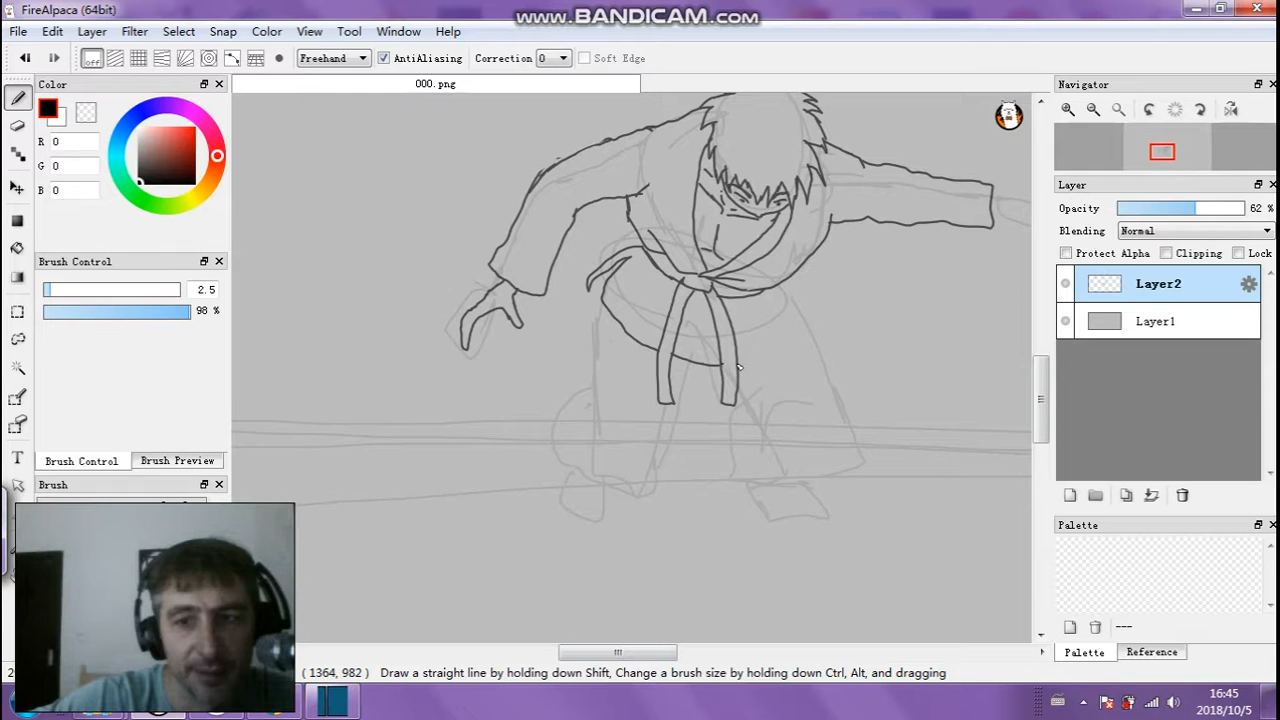 FireAlpaca (64bit)
www.BANDICAM.com
File Edit Layer Filter Select Snap Color View Tool Window Help
off Freehand AntiAliasing Correction 0 Soft Edge
Color
000.png
Navigator
R 0
G 0
B 0
Layer
Opacity 62 %
Blending Normal
Protect Alpha Clipping Lock
Brush Control
2.5
98 %
Layer2
Layer1
Brush Control Brush Preview
Brush
Palette
---
Palette Reference
( 1364, 982 ) Draw a straight line by holding down Shift, Change a brush size by holding down Ctrl, Alt, and dragging
16:45
2018/10/5